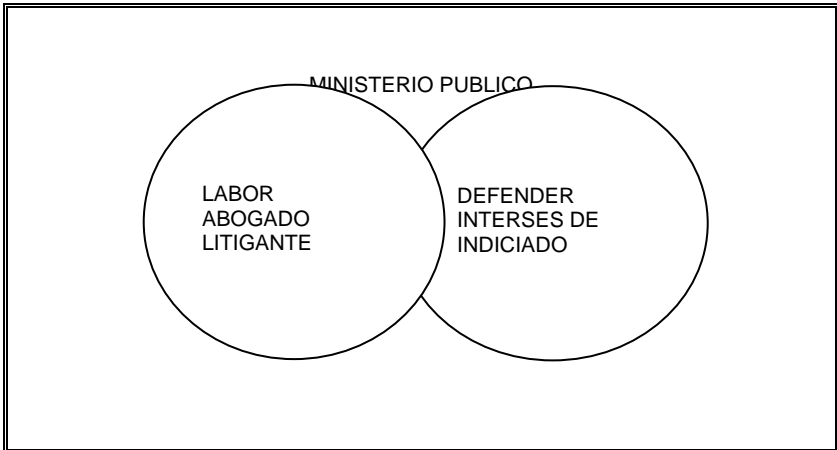 MINISTERIO PUBLICO
LABOR
ABOGADO
LITIGANTE
DEFENDER
INTERSES DE
INDICIADO